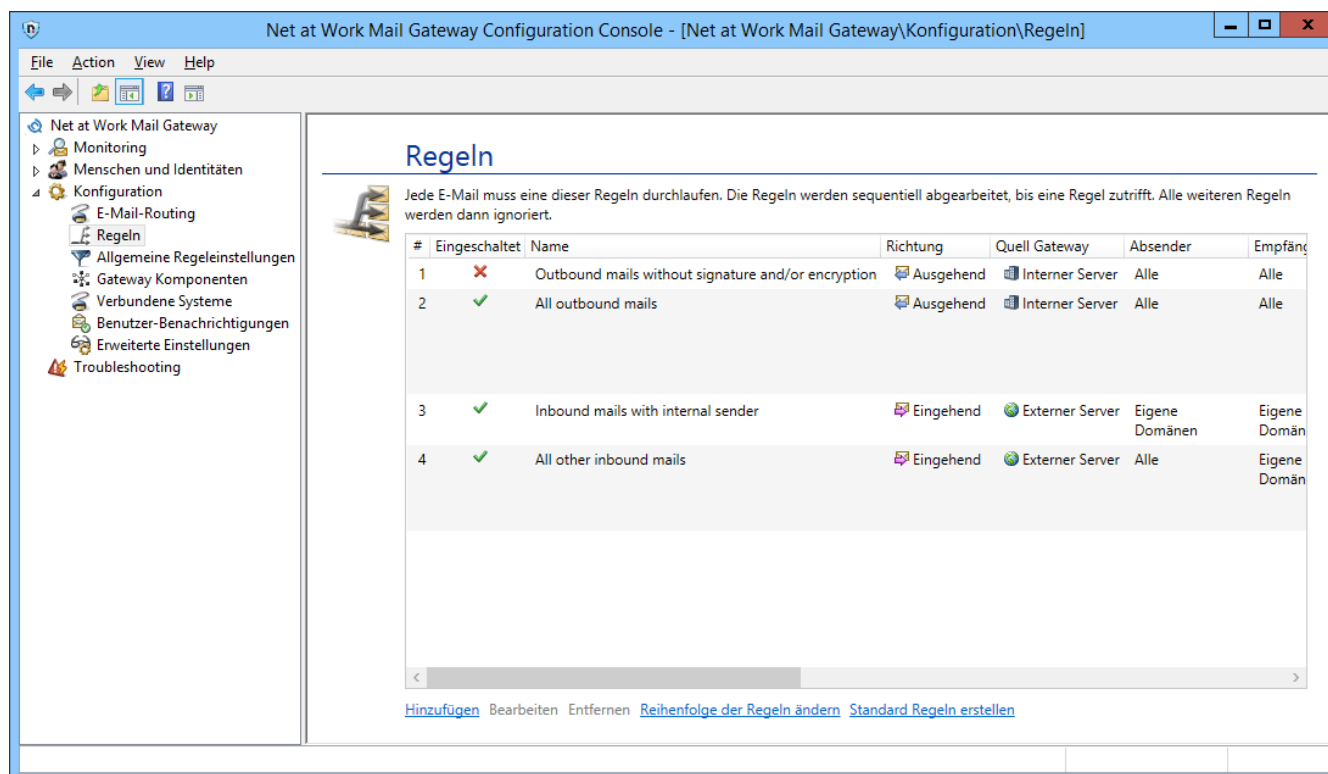 Net at Work Mail Gateway Configuration Console - [Net at Work Mail Gateway\Konfiguration\Regeln]
File Action View Help
Net at Work Mail Gateway
Monitoring
Menschen und Identitäten
Konfiguration
E-Mail-Routing
Regeln
Allgemeine Regeleinstellungen
Gateway Komponenten
Verbundene Systeme
Benutzer-Benachrichtigungen
Erweiterte Einstellungen
Troubleshooting
Regeln
Jede E-Mail muss eine dieser Regeln durchlaufen. Die Regeln werden sequentiell abgearbeitet, bis eine Regel zutrifft. Alle weiteren Regeln
werden dann ignoriert.
# Eingeschaltet Name Richtung Quell Gateway Absender Empfäng
1 Outbound mails without signature and/or encryption Ausgehend Interner Server Alle Alle
2 All outbound mails Ausgehend Interner Server Alle Alle
3 Inbound mails with internal sender Eingehend Externer Server Eigene Eigene
Domänen Domän
4 All other inbound mails Eingehend Externer Server Alle Eigene
Domän
Hinzufügen Bearbeiten Entfernen Reihenfolge der Regeln ändern Standard Regeln erstellen